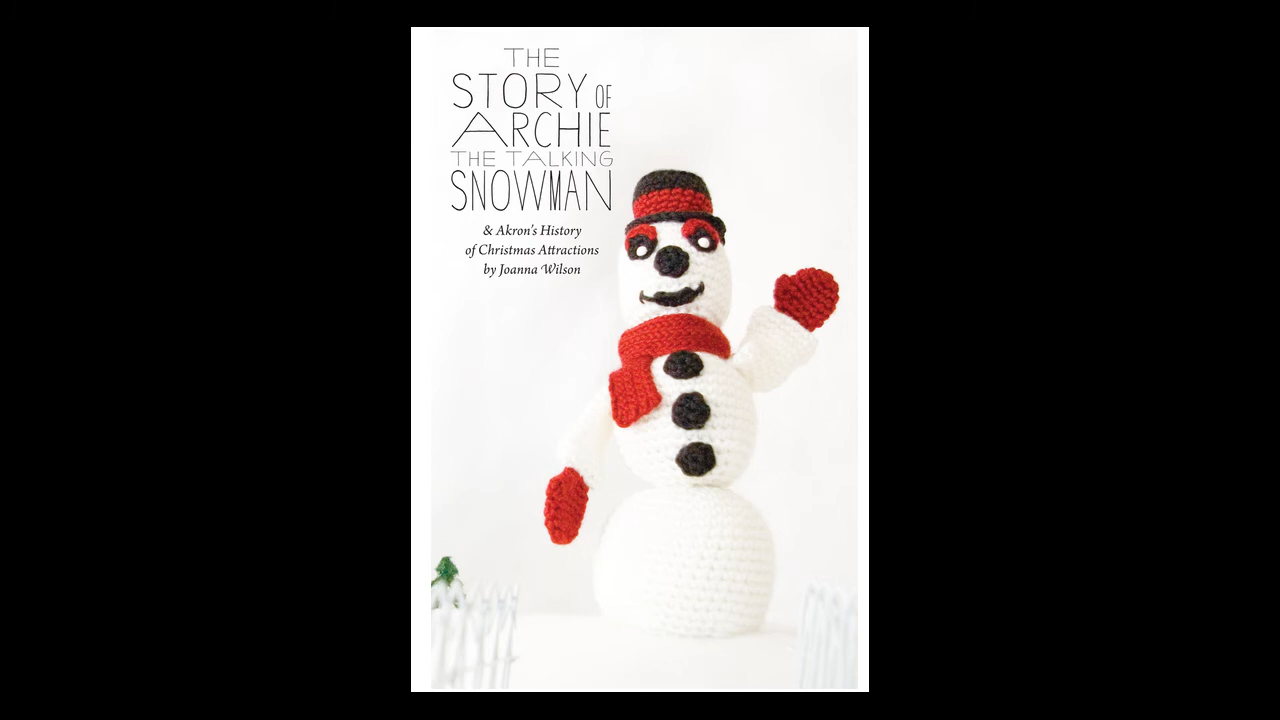 THE
STORY OF
ARCHIE
THE TALKING
SNOWMAN
& Akron's History
of Christmas Attractions
by Joanna Wilson